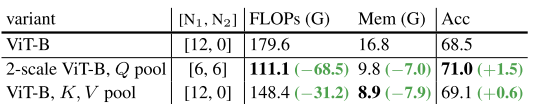 variant [N1, N2] FLOPs (G) Mem (G) Acc
ViT-B [12, 0] 179.6 16.8 68.5
2-scale ViT-B, Q pool [6, 6] 111.1 (−68.5) 9.8 (−7.0) 71.0 (+1.5)
ViT-B, K, V pool [12, 0] 148.4 (−31.2) 8.9 (−7.9) 69.1 (+0.6)